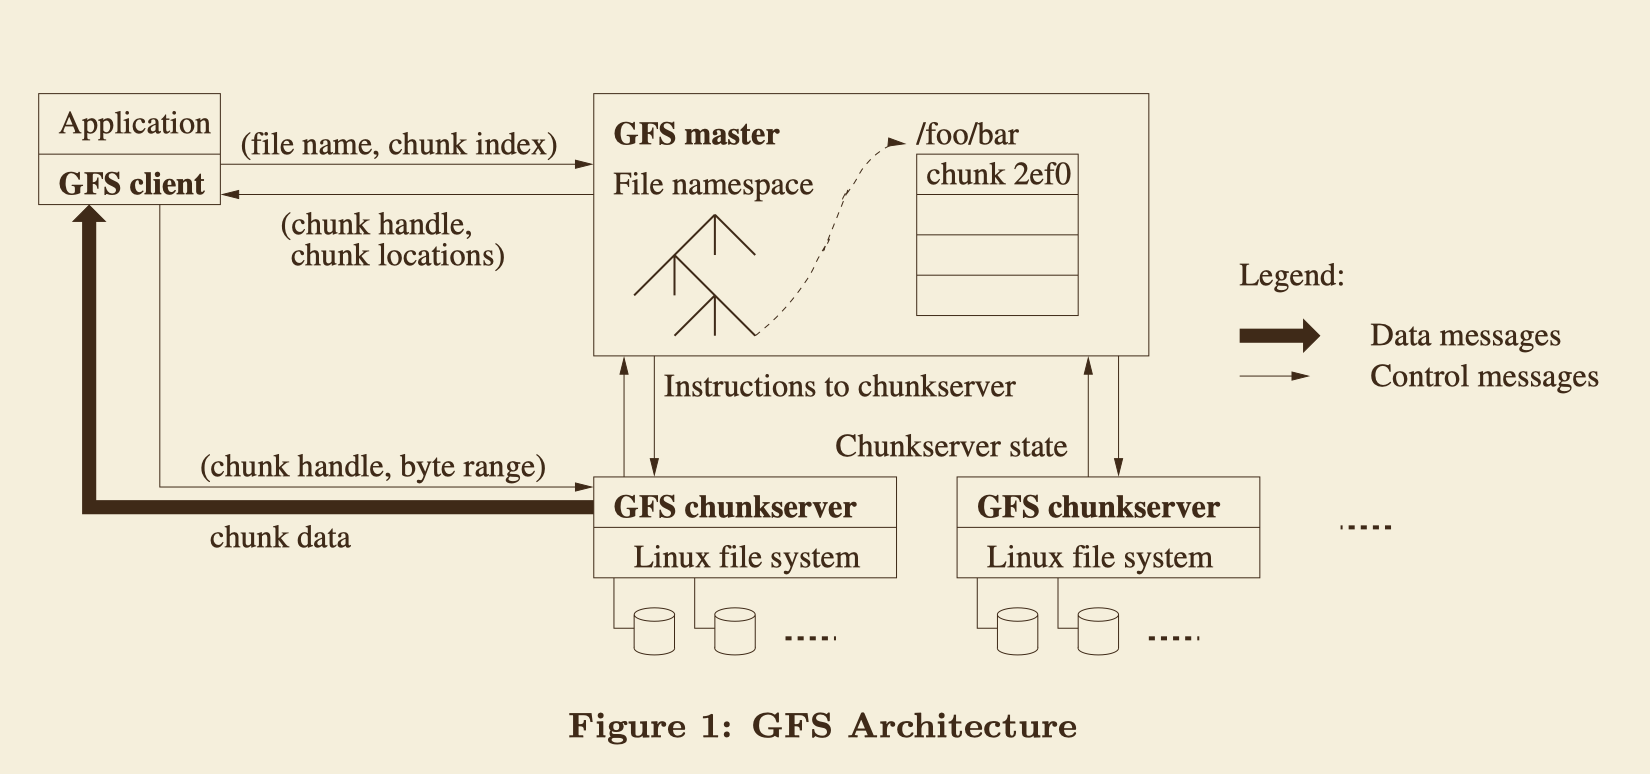 Application
GFS client
(file name, chunk index)
(chunk handle,
chunk locations)
GFS master
File namespace
/foo/bar
chunk 2ef0
Legend:
Data messages
Control messages
Instructions to chunkserver
Chunkserver state
(chunk handle, byte range)
chunk data
GFS chunkserver
Linux file system
GFS chunkserver
Linux file system
Figure 1: GFS Architecture